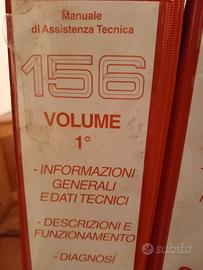 Manuale
di Assistenza Tecnica
156
VOLUME
1°
- INFORMAZIONI
GENERALI
E DATI TECNICI
- DESCRIZIONI E
FUNZIONAMENTO
- DIAGNOSI
subito